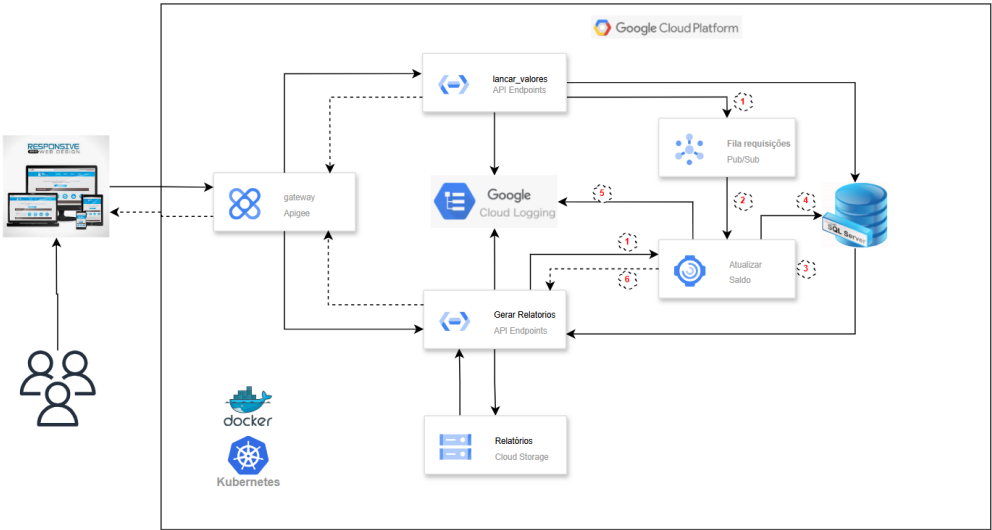 Google Cloud Platform
lancar_valores
API Endpoints
1
Fila requisições
Pub/Sub
RESPONSIVE
WEB DESIGN
gateway
Apigee
Google
Cloud Logging
5
2
4
SQL Server
1
Atualizar
Saldo
3
6
Gerar Relatorios
API Endpoints
docker
Relatórios
Cloud Storage
Kubernetes